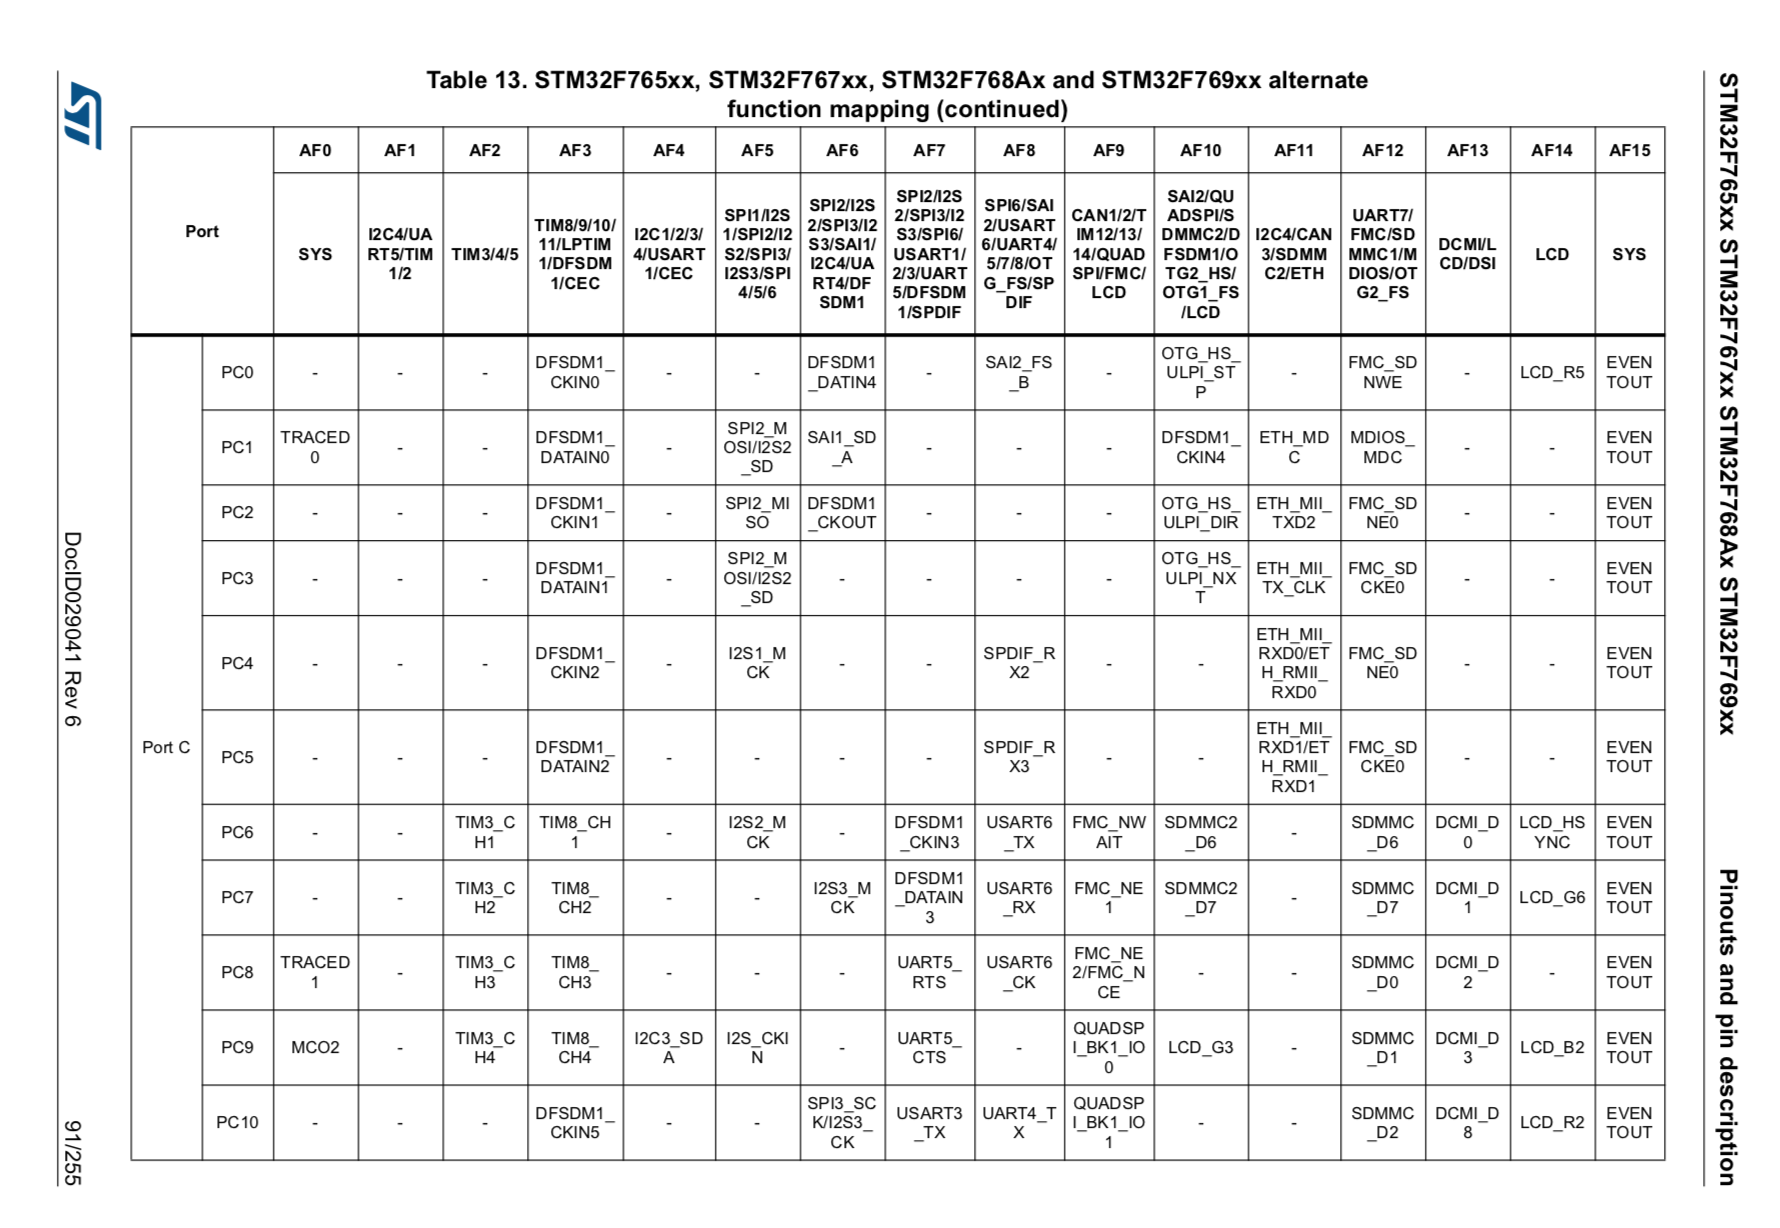 Table 13. STM32F765xx, STM32F767xx, STM32F768Ax and STM32F769xx alternate
function mapping (continued)
Port | AF0 | AF1 | AF2 | AF3 | AF4 | AF5 | AF6 | AF7 | AF8 | AF9 | AF10 | AF11 | AF12 | AF13 | AF14 | AF15
SYS | I2C4/UART5/TIM1/2 | TIM3/4/5 | TIM8/9/10/11/LPTIM1/DFSDM1/CEC | I2C1/2/3/4/USART1/CEC | SPI1/I2S1/SPI2/I2S2/SPI3/I2S3/SPI4/5/6 | SPI2/I2S2/SPI3/I2S3/SAI1/I2C4/UART4/DFSDM1 | SPI2/I2S2/SPI3/I2S3/SPI6/USART1/2/3/UART5/DFSDM1/SPDIF | SPI6/SAI2/USART6/UART4/5/7/8/OTG_FS/SPDIF | CAN1/2/TIM12/13/14/QUADSPI/FMC/LCD | SAI2/QUADSPI/SDMMC2/DFSDM1/OTG2_HS/OTG1_FS/LCD | I2C4/CAN3/SDMMC2/ETH | UART7/FMC/SDMMC1/MDIOS/OTG2_FS | DCMI/LCD/DSI | LCD | SYS
Port C
PC0 | - | - | - | DFSDM1_CKIN0 | - | - | DFSDM1_DATIN4 | - | SAI2_FS_B | - | OTG_HS_ULPI_STP | - | FMC_SDNWE | - | LCD_R5 | EVENTOUT
PC1 | TRACED0 | - | - | DFSDM1_DATAIN0 | - | SPI2_MOSI/I2S2_SD | SAI1_SD_A | - | - | - | DFSDM1_CKIN4 | ETH_MDC | MDIOS_MDC | - | - | EVENTOUT
PC2 | - | - | - | DFSDM1_CKIN1 | - | SPI2_MISO | DFSDM1_CKOUT | - | - | - | OTG_HS_ULPI_DIR | ETH_MII_TXD2 | FMC_SDNE0 | - | - | EVENTOUT
PC3 | - | - | - | DFSDM1_DATAIN1 | - | SPI2_MOSI/I2S2_SD | - | - | - | - | OTG_HS_ULPI_NXT | ETH_MII_TX_CLK | FMC_SDCKE0 | - | - | EVENTOUT
PC4 | - | - | - | DFSDM1_CKIN2 | - | I2S1_MCK | - | - | SPDIF_RX2 | - | - | ETH_MII_RXD0/ETH_RMII_RXD0 | FMC_SDNE0 | - | - | EVENTOUT
PC5 | - | - | - | DFSDM1_DATAIN2 | - | - | - | - | SPDIF_RX3 | - | - | ETH_MII_RXD1/ETH_RMII_RXD1 | FMC_SDCKE0 | - | - | EVENTOUT
PC6 | - | - | TIM3_CH1 | TIM8_CH1 | - | I2S2_MCK | - | DFSDM1_CKIN3 | USART6_TX | FMC_NWAIT | SDMMC2_D6 | - | SDMMC_D6 | DCMI_D0 | LCD_HSYNC | EVENTOUT
PC7 | - | - | TIM3_CH2 | TIM8_CH2 | - | - | I2S3_MCK | DFSDM1_DATAIN3 | USART6_RX | FMC_NE1 | SDMMC2_D7 | - | SDMMC_D7 | DCMI_D1 | LCD_G6 | EVENTOUT
PC8 | TRACED1 | - | TIM3_CH3 | TIM8_CH3 | - | - | - | UART5_RTS | USART6_CK | FMC_NE2/FMC_NCE | - | - | SDMMC_D0 | DCMI_D2 | - | EVENTOUT
PC9 | MCO2 | - | TIM3_CH4 | TIM8_CH4 | I2C3_SDA | I2S_CKIN | - | UART5_CTS | - | QUADSPI_BK1_IO0 | LCD_G3 | - | SDMMC_D1 | DCMI_D3 | LCD_B2 | EVENTOUT
PC10 | - | - | - | DFSDM1_CKIN5 | - | - | SPI3_SCK/I2S3_CK | USART3_TX | UART4_TX | QUADSPI_BK1_IO1 | - | - | SDMMC_D2 | DCMI_D8 | LCD_R2 | EVENTOUT
STM32F765xx STM32F767xx STM32F768Ax STM32F769xx
Pinouts and pin description
ST
DocID029041 Rev 6
91/255